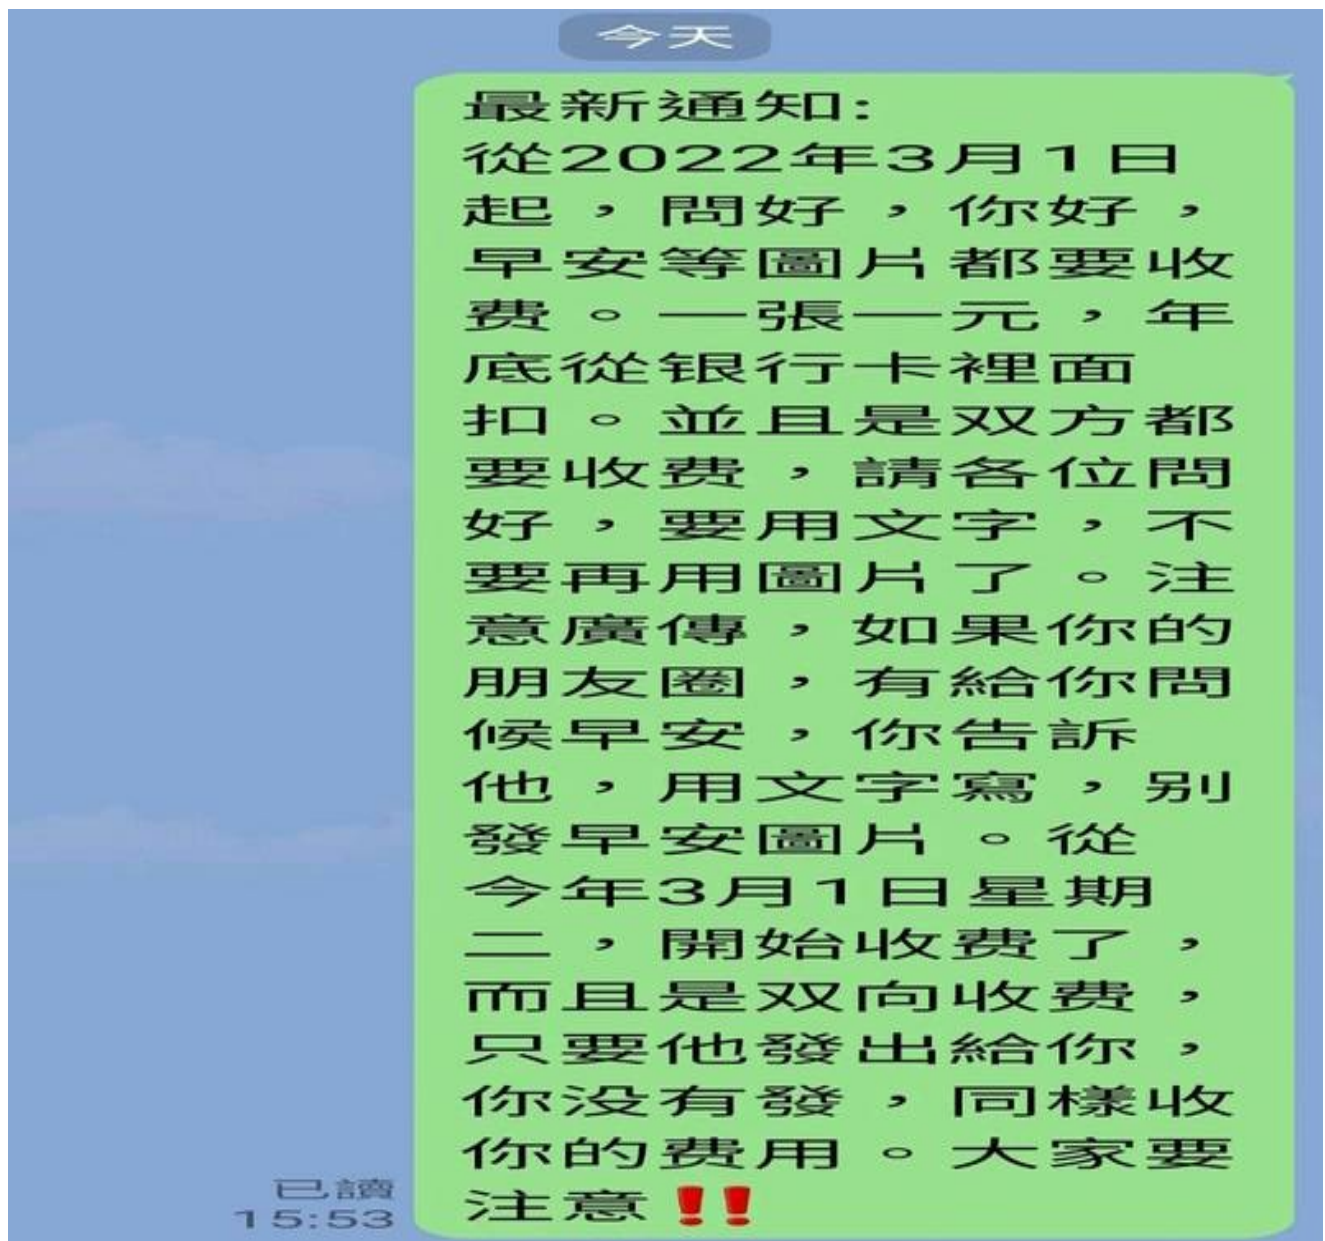 今天
最新通知:
從2022年3月1日
起，問好，你好，
早安等圖片都要收
费。一張一元，年
底從银行卡裡面
扣。並且是双方都
要收费，請各位問
好，要用文字，不
要再用圖片了。注
意廣傳，如果你的
朋友圈，有給你問
候早安，你告訴
他，用文字寫，别
發早安圖片。從
今年3月1日星期
二，開始收费了，
而且是双向收费，
只要他發出給你，
你没有發，同樣收
你的费用。大家要
注意‼️
已讀
15:53